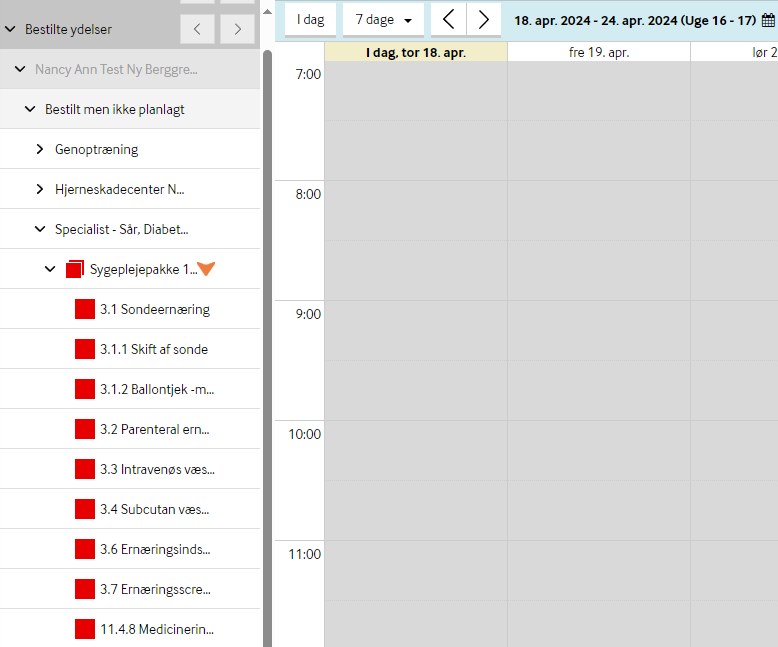 Bestilte ydelser
Nancy Ann Test Ny Berggre...
Bestilt men ikke planlagt
Genoptræning
Hjerneskadecenter N...
Specialist - Sår, Diabet...
Sygeplejepakke 1...
3.1 Sondeernæring
3.1.1 Skift af sonde
3.1.2 Ballontjek -m...
3.2 Parenteral ern...
3.3 Intravenøs væs...
3.4 Subcutan væs...
3.6 Ernæringsinds...
3.7 Ernæringsscre...
11.4.8 Medicinerin...
I dag
7 dage
18. apr. 2024 - 24. apr. 2024 (Uge 16 - 17)
I dag, tor 18. apr.
fre 19. apr.
lør 2
7:00
8:00
9:00
10:00
11:00